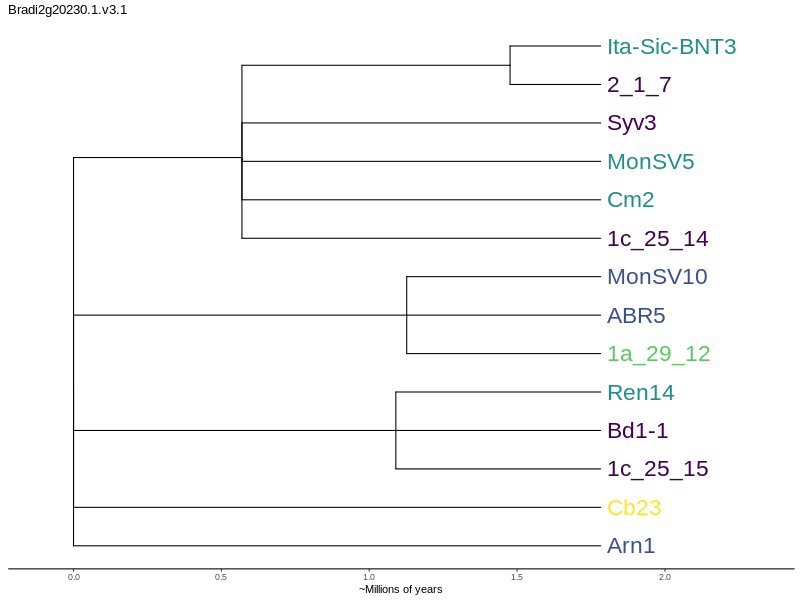 Bradi2g20230.1.v3.1
Ita-Sic-BNT3
2_1_7
Syv3
MonSV5
Cm2
1c_25_14
MonSV10
ABR5
1a_29_12
Ren14
Bd1-1
1c_25_15
Cb23
Arn1
0.0 0.5 1.0 1.5 2.0
~Millions of years